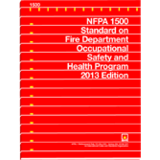 1500
NFPA 1500
Standard on
Fire Department
Occupational
Safety and
Health Program
2013 Edition